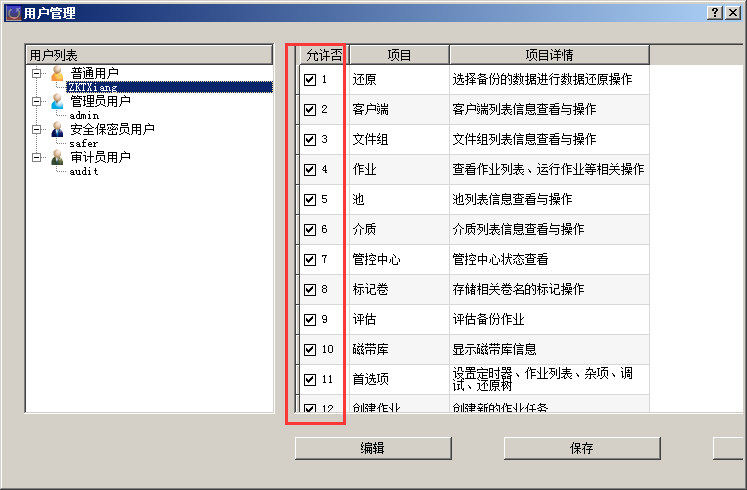 用户管理
用户列表
普通用户
ZKTXiang
管理员用户
admin
安全保密员用户
safer
审计员用户
audit
允许否 项目 项目详情
1 还原 选择备份的数据进行数据还原操作
2 客户端 客户端列表信息查看与操作
3 文件组 文件组列表信息查看与操作
4 作业 查看作业列表、运行作业等相关操作
5 池 池列表信息查看与操作
6 介质 介质列表信息查看与操作
7 管控中心 管控中心状态查看
8 标记卷 存储相关卷名的标记操作
9 评估 评估备份作业
10 磁带库 显示磁带库信息
11 首选项 设置定时器、作业列表、杂项、调
试、还原树
12 创建作业 创建新的作业任务
编辑 保存